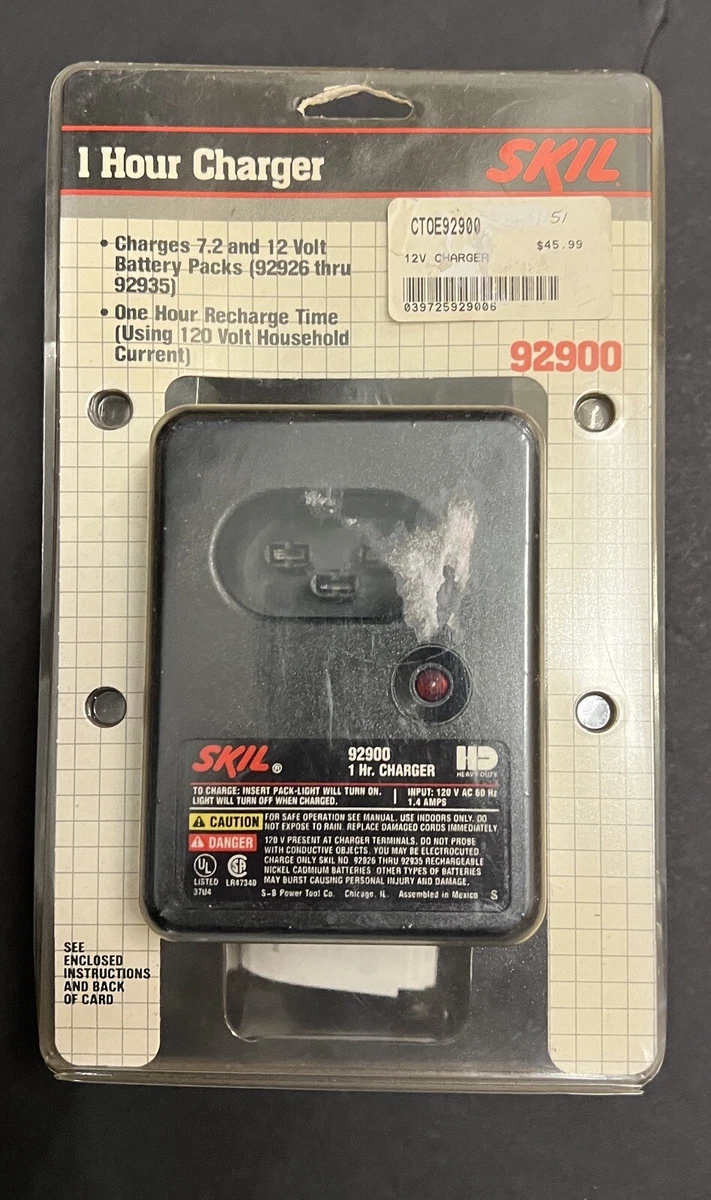 1 Hour Charger
SKIL
• Charges 7.2 and 12 Volt
Battery Packs (92926 thru
92935)
• One Hour Recharge Time
(Using 120 Volt Household
Current)
CTOE92900
51
$45.99
12V CHARGER
039725929006
92900
SKIL®
92900
1 Hr. CHARGER
HD
HEAVY DUTY
TO CHARGE: INSERT PACK-LIGHT WILL TURN ON.
LIGHT WILL TURN OFF WHEN CHARGED.
INPUT: 120 V AC 60 Hz
1.4 AMPS
CAUTION
FOR SAFE OPERATION SEE MANUAL. USE INDOORS ONLY. DO
NOT EXPOSE TO RAIN. REPLACE DAMAGED CORDS IMMEDIATELY
DANGER
120 V PRESENT AT CHARGER TERMINALS. DO NOT PROBE
WITH CONDUCTIVE OBJECTS. YOU MAY BE ELECTROCUTED
CHARGE ONLY SKIL NO. 92926 THRU 92935 RECHARGEABLE
NICKEL CADMIUM BATTERIES. OTHER TYPES OF BATTERIES
MAY BURST CAUSING PERSONAL INJURY AND DAMAGE.
UL
LISTED
37U4
LR47340
S-B Power Tool Co. Chicago, IL. Assembled in Mexico S
SEE
ENCLOSED
INSTRUCTIONS
AND BACK
OF CARD